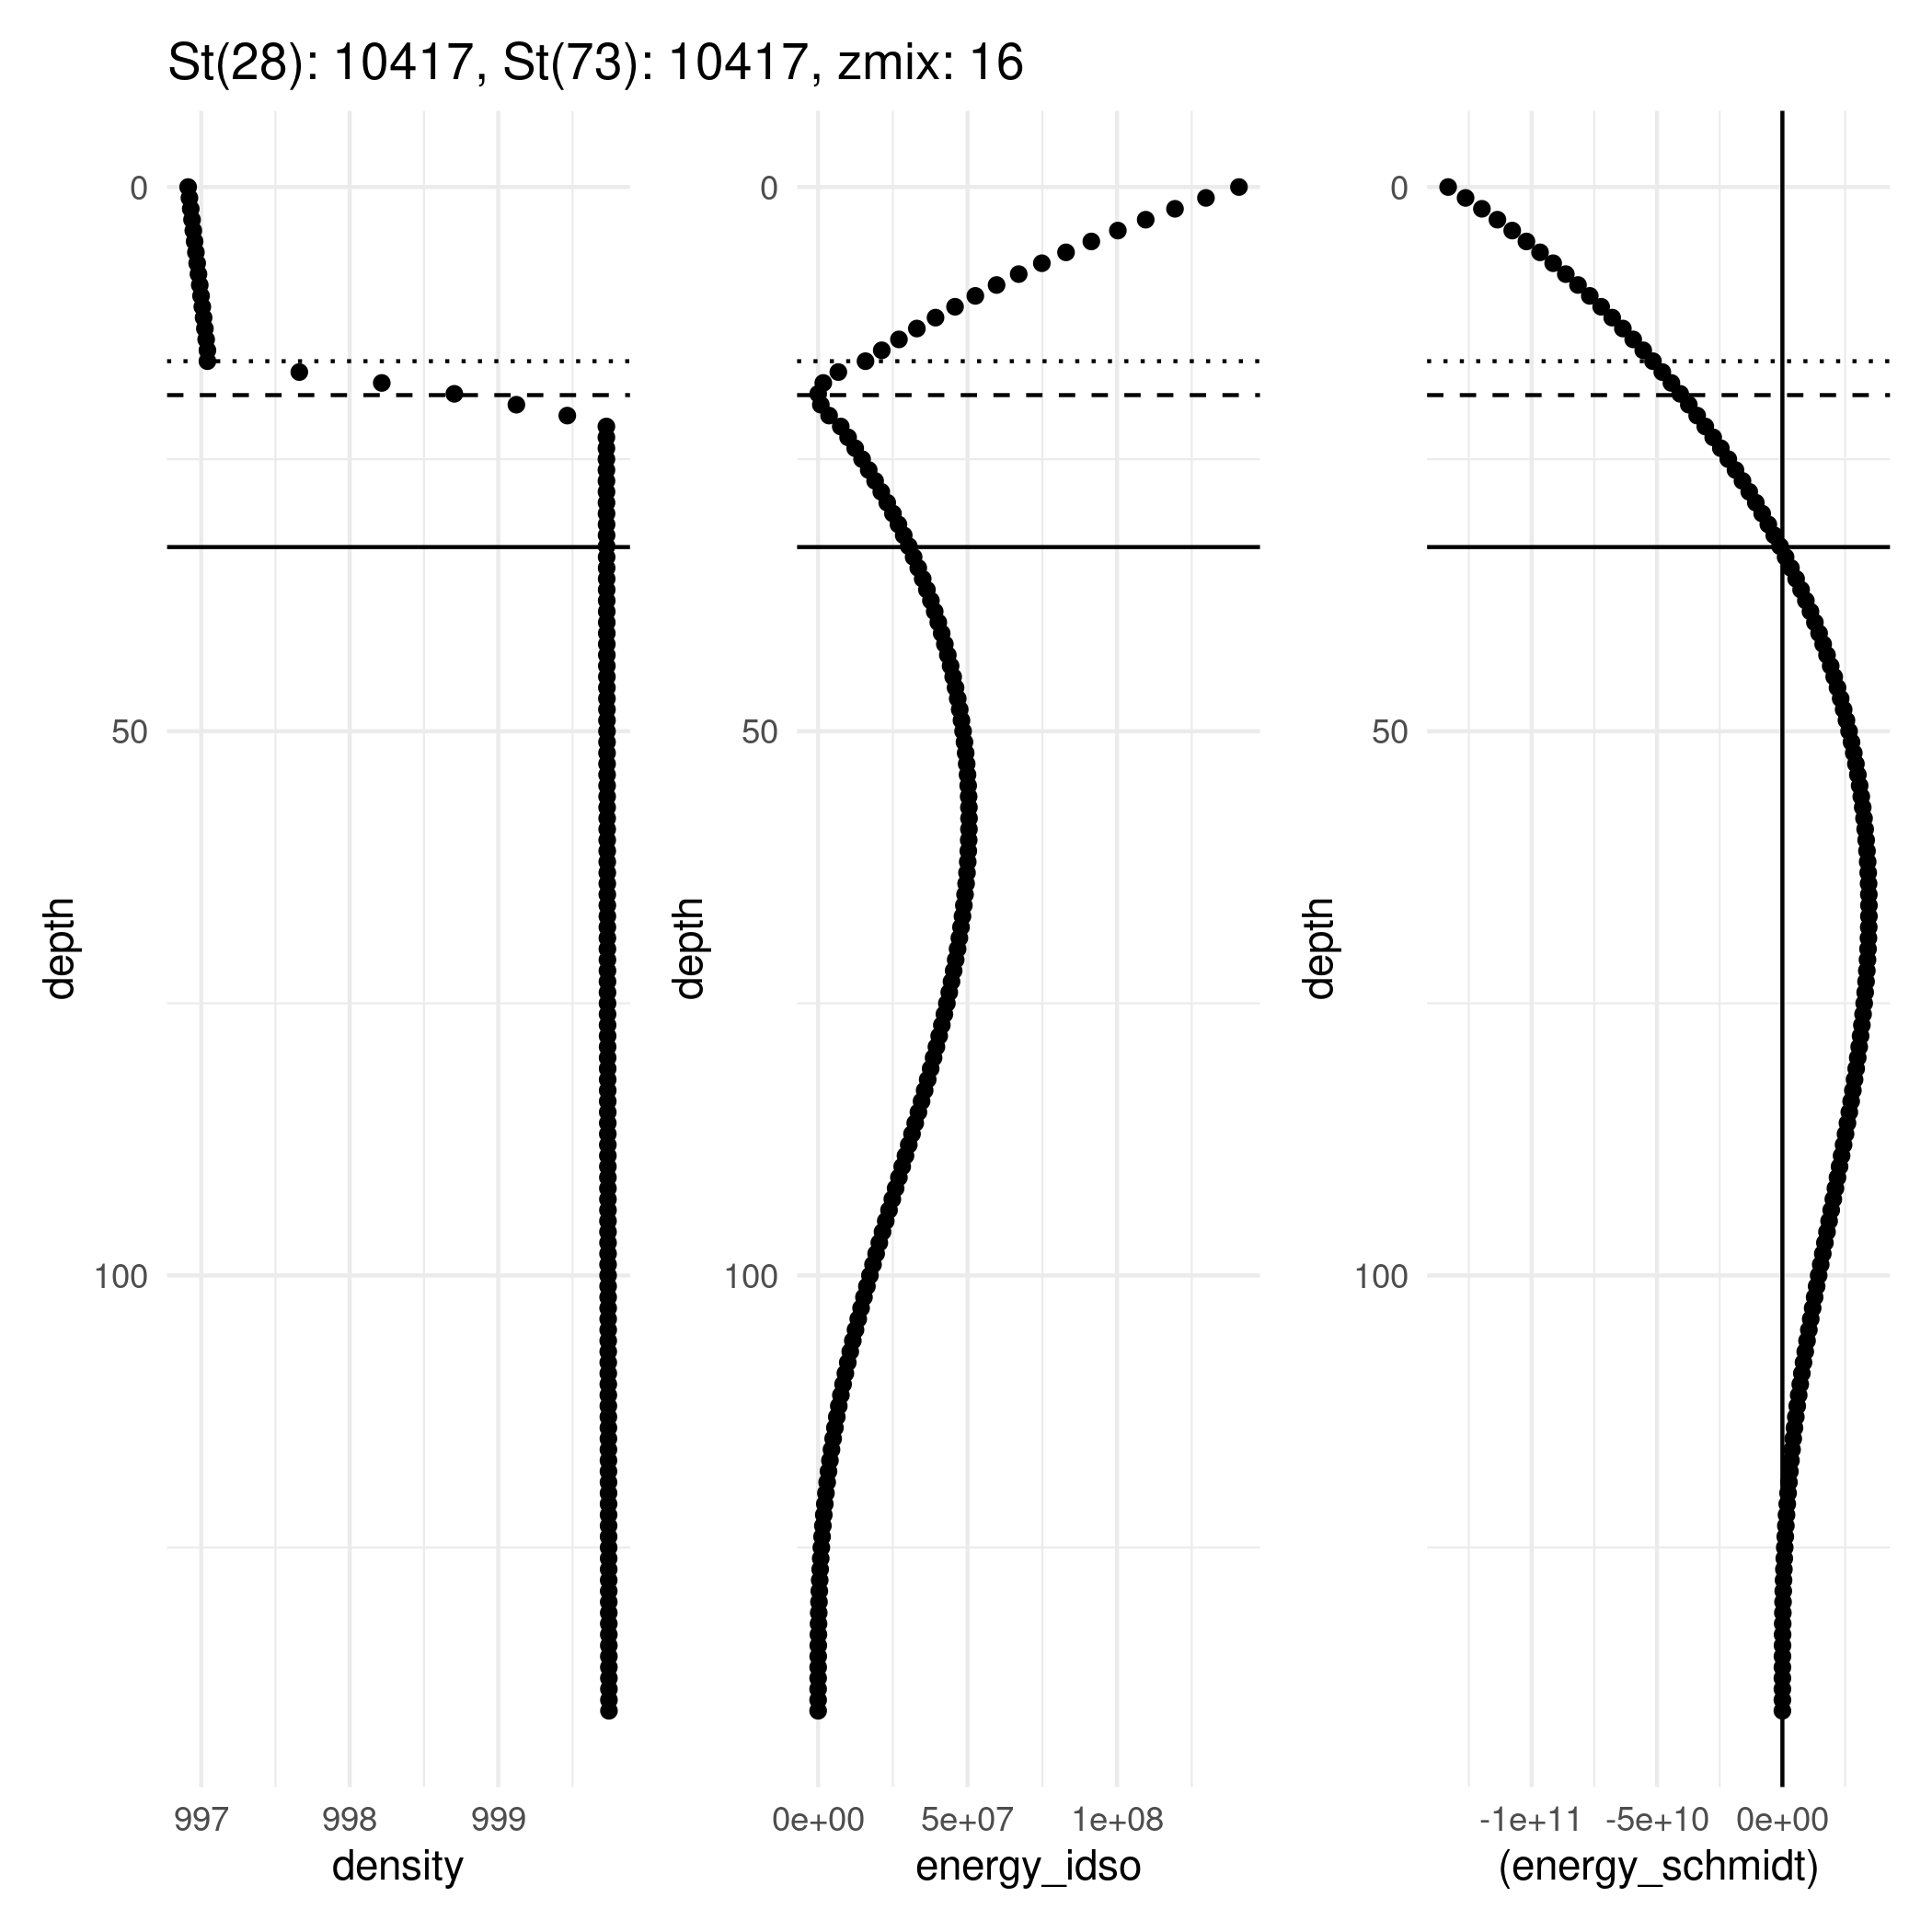 St(28): 10417, St(73): 10417, zmix: 16
0
50
100
depth
997 998 999
density
0
50
100
depth
0e+00 5e+07 1e+08
energy_idso
0
50
100
depth
-1e+11 -5e+10 0e+00
(energy_schmidt)